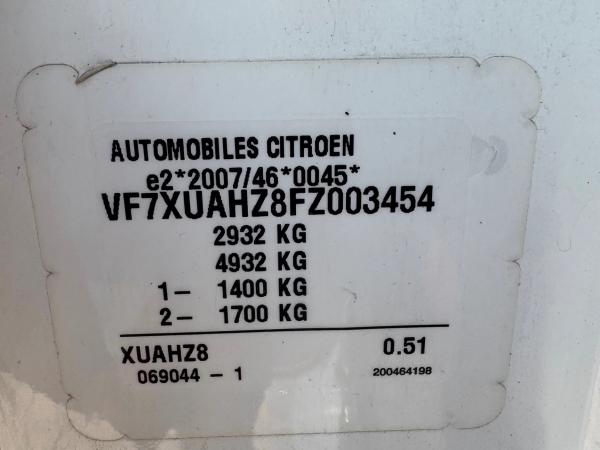 AUTOMOBILES CITROEN
e2*2007/46*0045*
VF7XUAHZ8FZ003454
2932 KG
4932 KG
1- 1400 KG
2- 1700 KG
XUAHZ8 0.51
069044 - 1 200464198